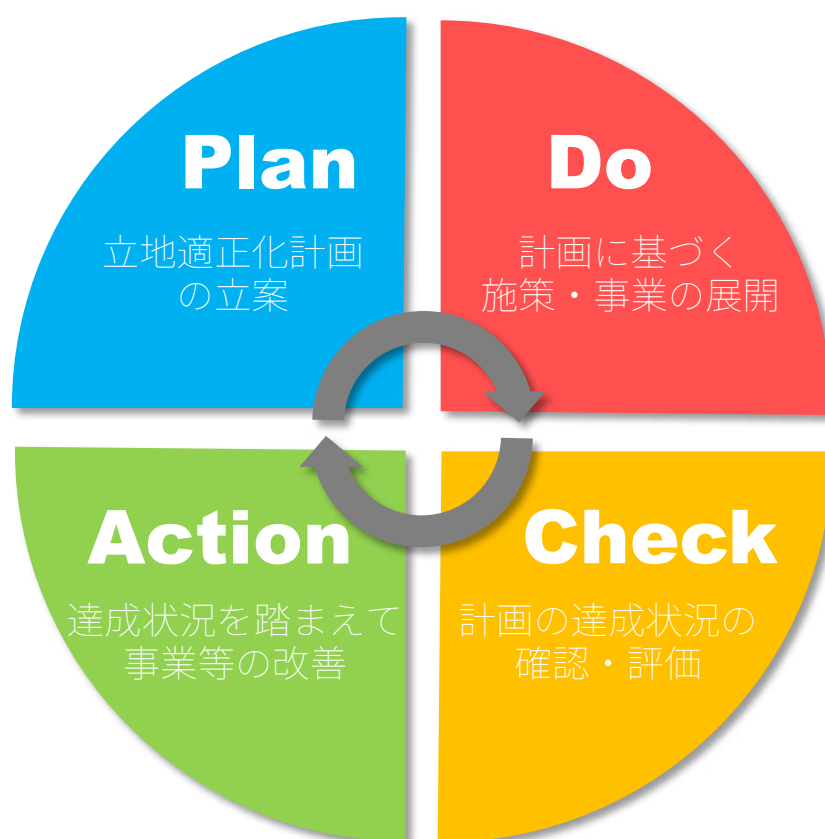 Plan
立地適正化計画
の立案
Do
計画に基づく
施策・事業の展開
Action
達成状況を踏まえて
事業等の改善
Check
計画の達成状況の
確認・評価